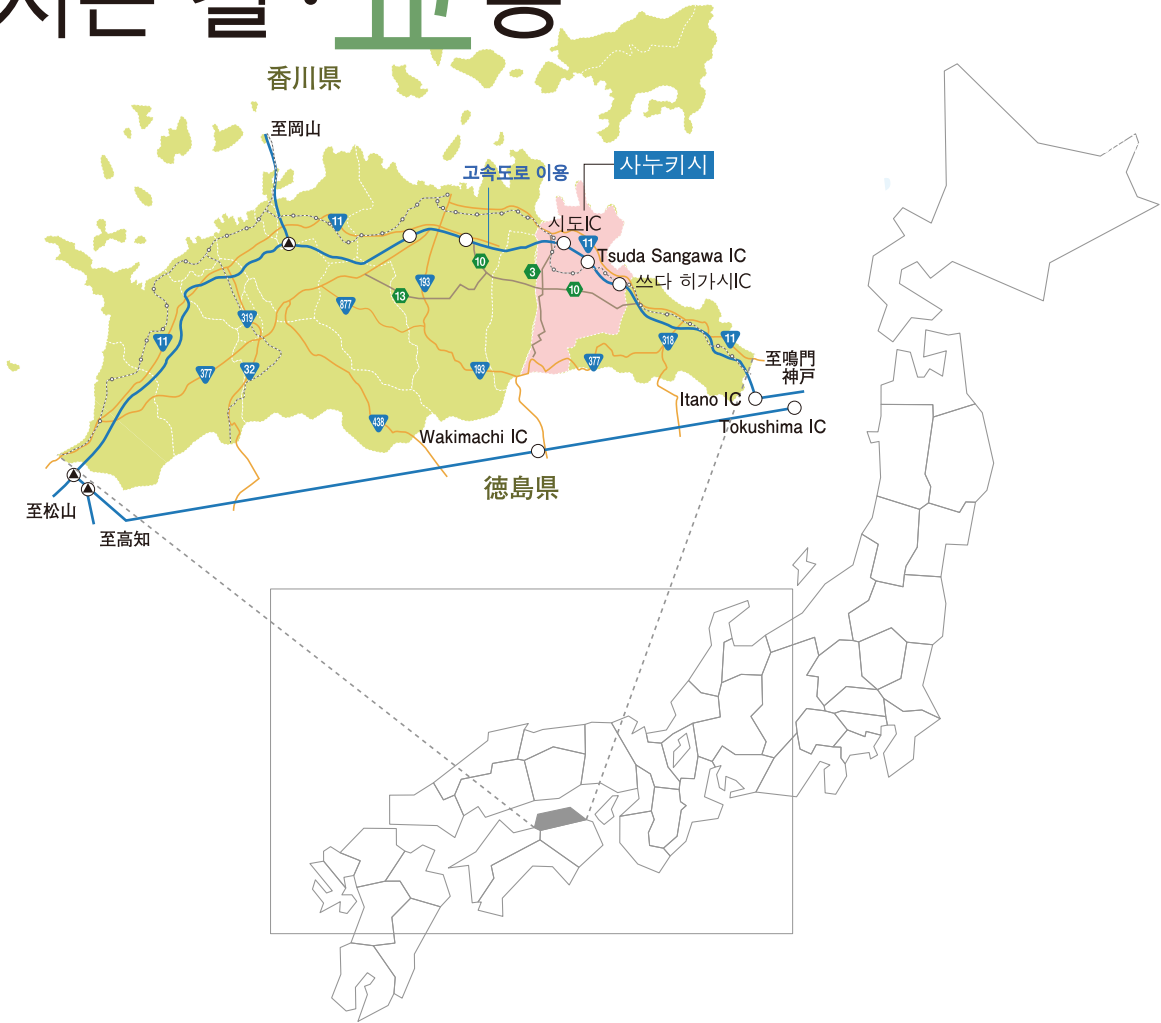 香川県
至岡山
고속도로 이용
사누키시
시도IC
11
11
Tsuda Sangawa IC
10
3
193
10
쓰다 히가시IC
13
877
319
11
318
11
377
32
193
377
至鳴門
神戸
Itano IC
438
Tokushima IC
Wakimachi IC
徳島県
至松山
至高知